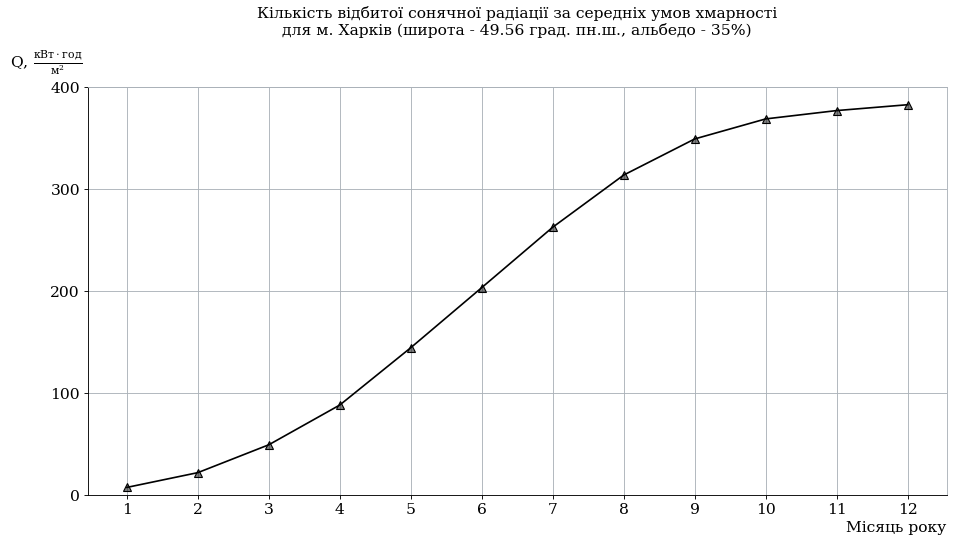 Кількість відбитої сонячної радіації за середніх умов хмарності
для м. Харків (широта - 49.56 град. пн.ш., альбедо - 35%)
Q, кВт · год / м²
400
300
200
100
0
1 2 3 4 5 6 7 8 9 10 11 12
Місяць року